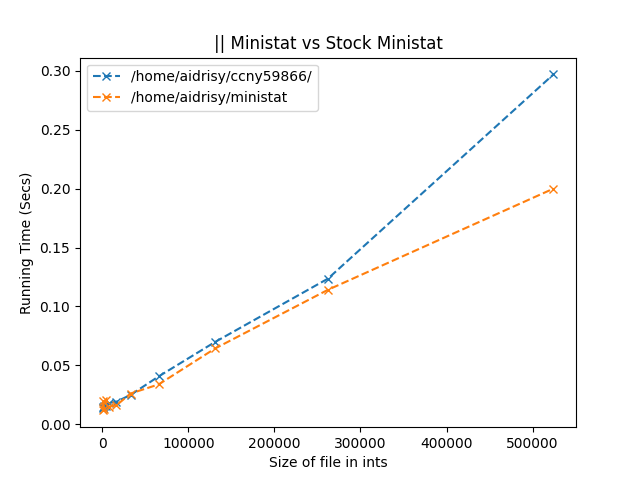 || Ministat vs Stock Ministat
/home/aidrisy/ccny59866/
/home/aidrisy/ministat
0.30
0.25
0.20
0.15
0.10
0.05
0.00
Running Time (Secs)
0 100000 200000 300000 400000 500000
Size of file in ints